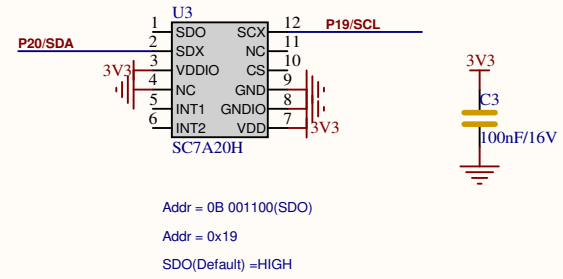 U3
1 SDO SCX 12 P19/SCL
P20/SDA 2 SDX NC 11
3V3 3 VDDIO CS 10
4 NC GND 9
5 INT1 GNDIO 8
6 INT2 VDD 7 3V3
SC7A20H
3V3
C3
100nF/16V
Addr = 0B 001100(SDO)
Addr = 0x19
SDO(Default) =HIGH